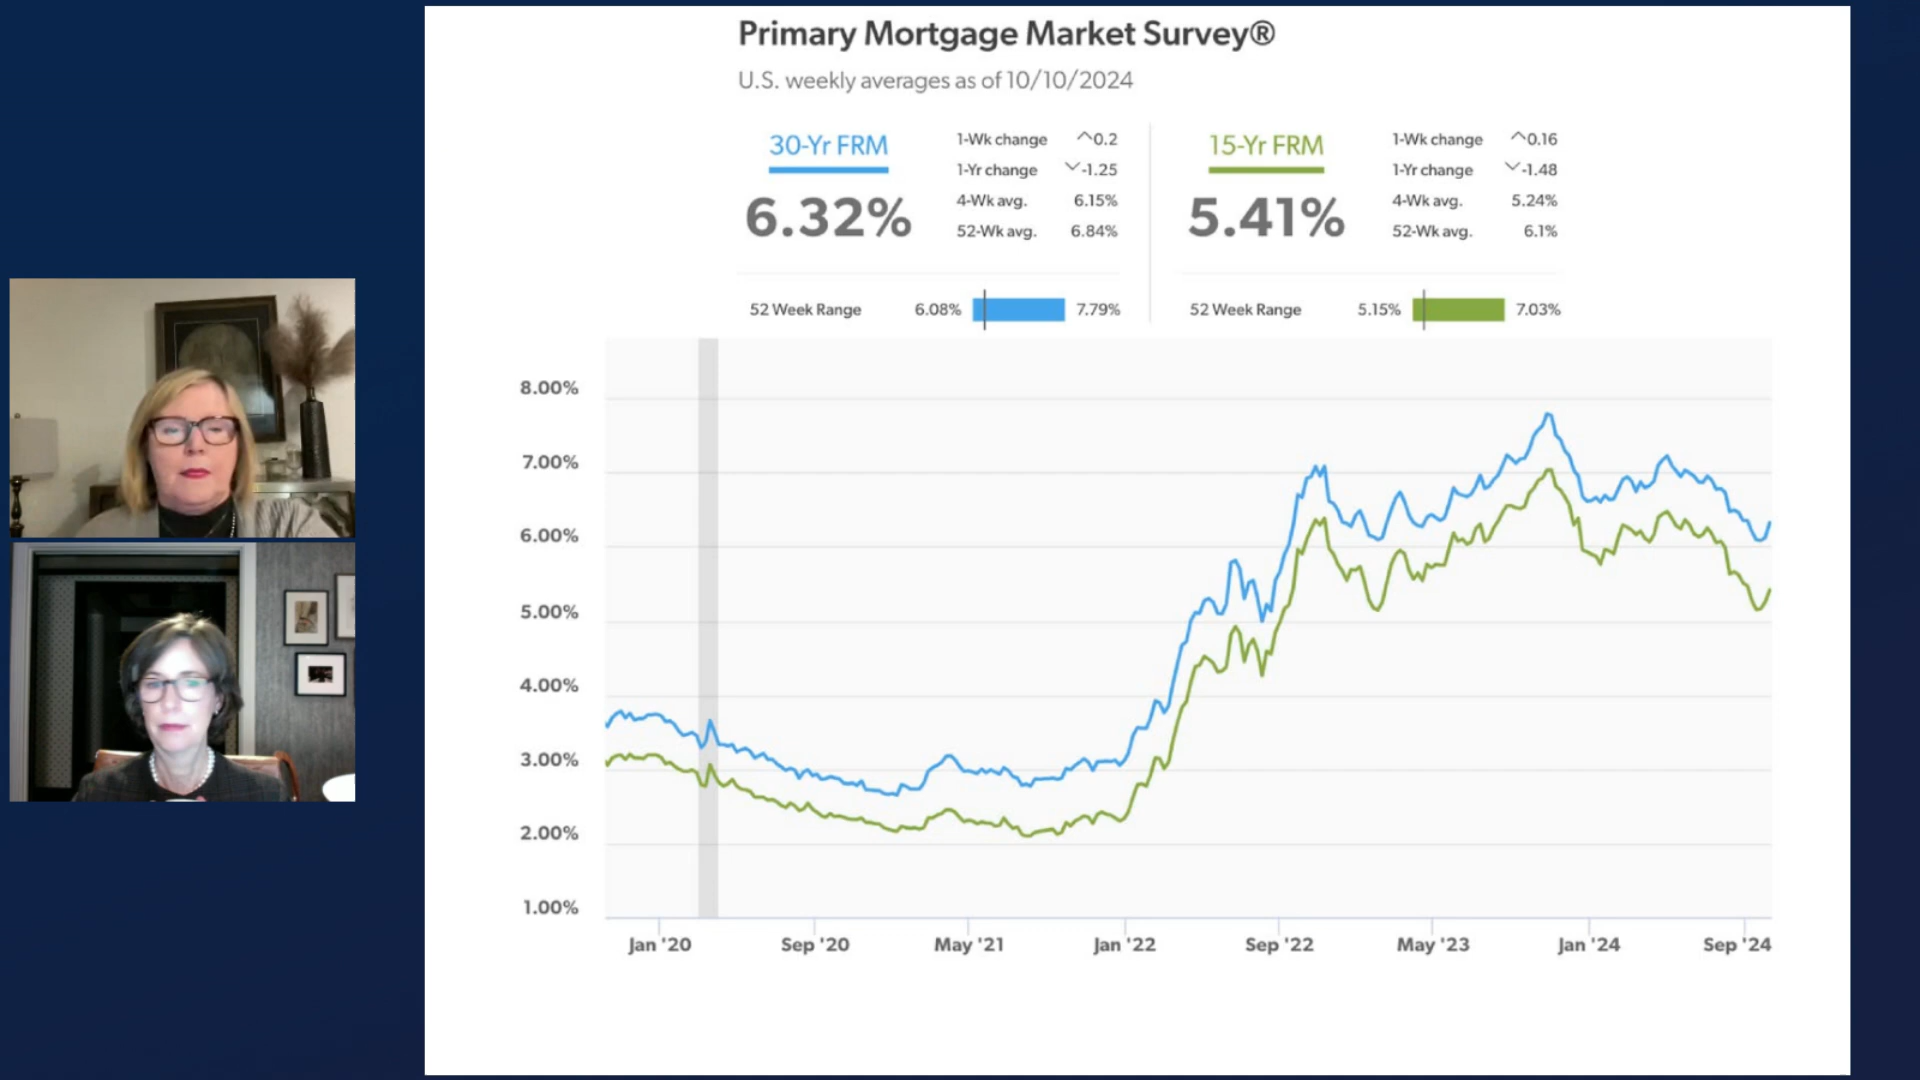 Primary Mortgage Market Survey®
U.S. weekly averages as of 10/10/2024
30-Yr FRM
6.32%
1-Wk change ^0.2
1-Yr change ⌄-1.25
4-Wk avg. 6.15%
52-Wk avg. 6.84%
52 Week Range 6.08% 7.79%
15-Yr FRM
5.41%
1-Wk change ^0.16
1-Yr change ⌄-1.48
4-Wk avg. 5.24%
52-Wk avg. 6.1%
52 Week Range 5.15% 7.03%
8.00%
7.00%
6.00%
5.00%
4.00%
3.00%
2.00%
1.00%
Jan '20 Sep '20 May '21 Jan '22 Sep '22 May '23 Jan '24 Sep '24